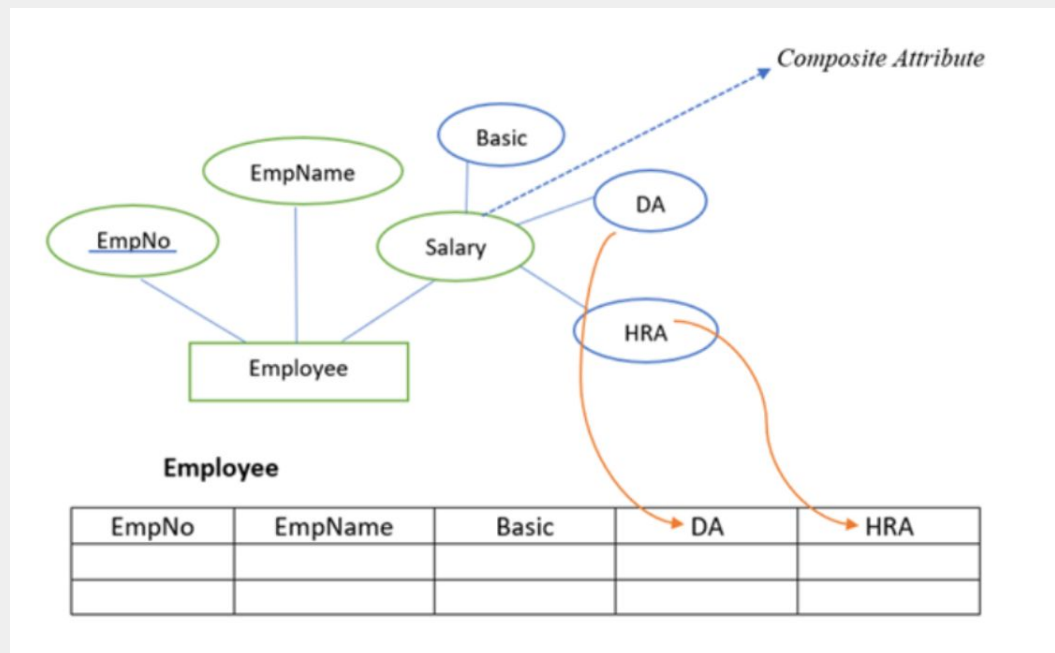 Composite Attribute
Basic
EmpName
DA
EmpNo
Salary
HRA
Employee
Employee
EmpNo EmpName Basic DA HRA